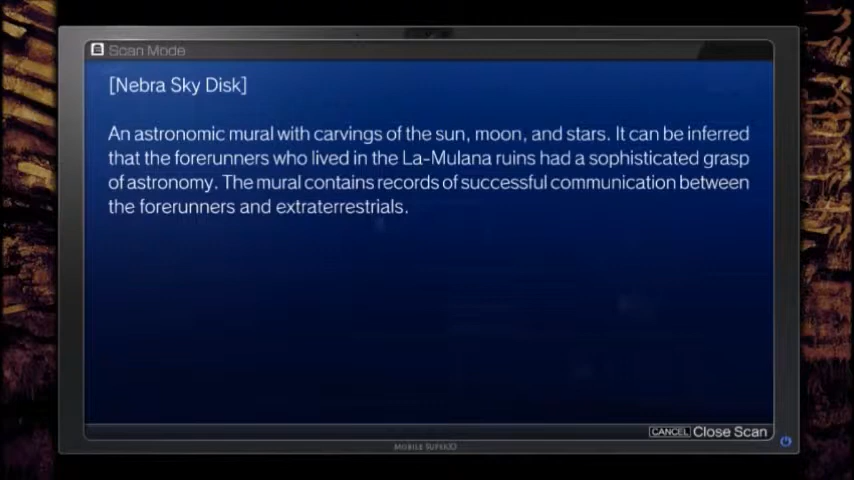 Scan Mode
[Nebra Sky Disk]
An astronomic mural with carvings of the sun, moon, and stars. It can be inferred
that the forerunners who lived in the La-Mulana ruins had a sophisticated grasp
of astronomy. The mural contains records of successful communication between
the forerunners and extraterrestrials.
CANCEL Close Scan